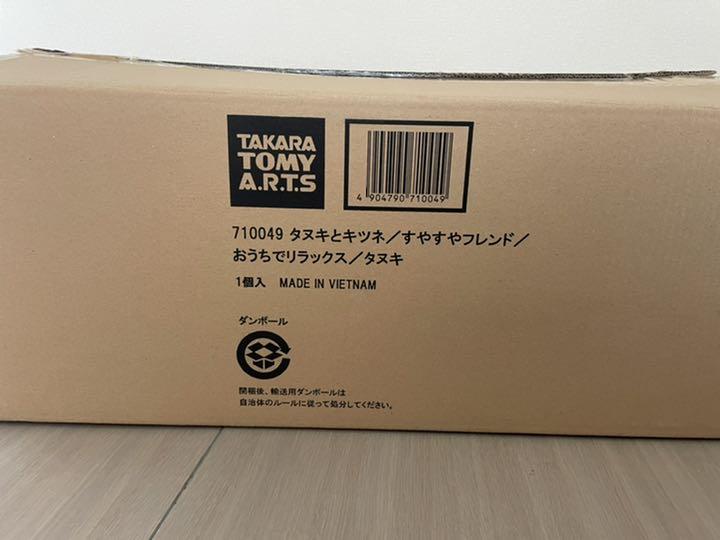 TAKARA
TOMY
A.R.T.S
4 904790 710049
710049 タヌキとキツネ／すやすやフレンド／
おうちでリラックス／タヌキ
1個入 MADE IN VIETNAM
ダンボール
開梱後、輸送用ダンボールは
自治体のルールに従って処分してください。